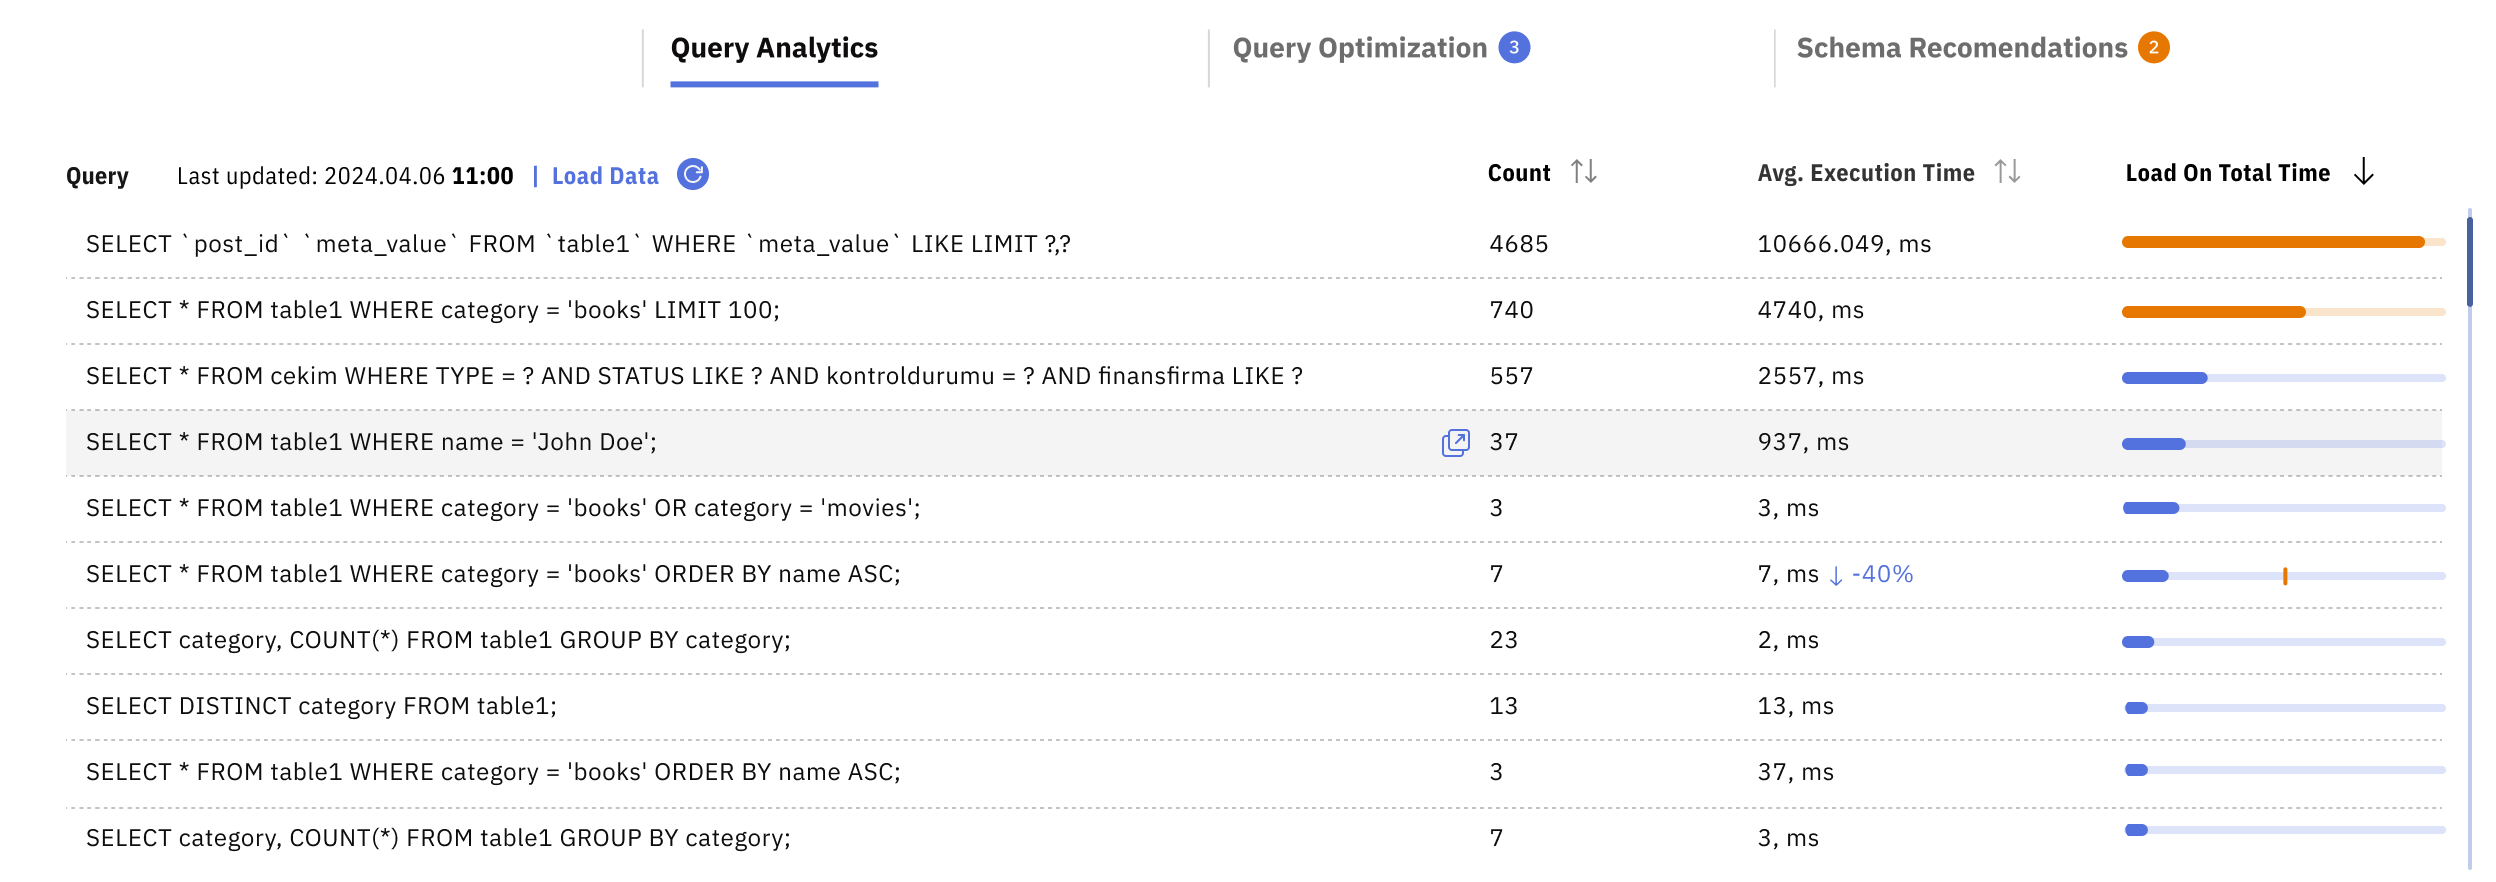 Query Analytics Query Optimization 3 Schema Recomendations 2
Query Last updated: 2024.04.06 11:00 | Load Data Count ↑↓ Avg. Execution Time ↑↓ Load On Total Time ↓
SELECT `post_id` `meta_value` FROM `table1` WHERE `meta_value` LIKE LIMIT ?,? 4685 10666.049, ms
SELECT * FROM table1 WHERE category = 'books' LIMIT 100; 740 4740, ms
SELECT * FROM cekim WHERE TYPE = ? AND STATUS LIKE ? AND kontroldurumu = ? AND finansfirma LIKE ? 557 2557, ms
SELECT * FROM table1 WHERE name = 'John Doe'; 37 937, ms
SELECT * FROM table1 WHERE category = 'books' OR category = 'movies'; 3 3, ms
SELECT * FROM table1 WHERE category = 'books' ORDER BY name ASC; 7 7, ms ↓ -40%
SELECT category, COUNT(*) FROM table1 GROUP BY category; 23 2, ms
SELECT DISTINCT category FROM table1; 13 13, ms
SELECT * FROM table1 WHERE category = 'books' ORDER BY name ASC; 3 37, ms
SELECT category, COUNT(*) FROM table1 GROUP BY category; 7 3, ms